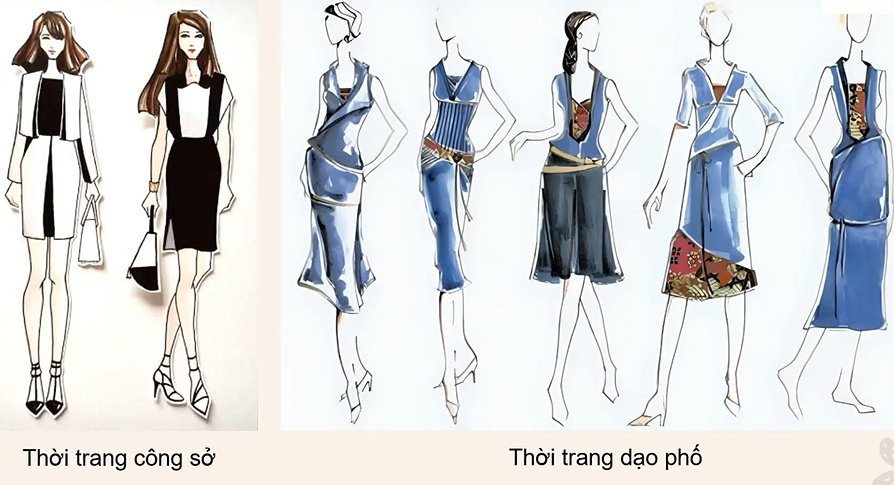 Thời trang công sở
Thời trang dạo phố